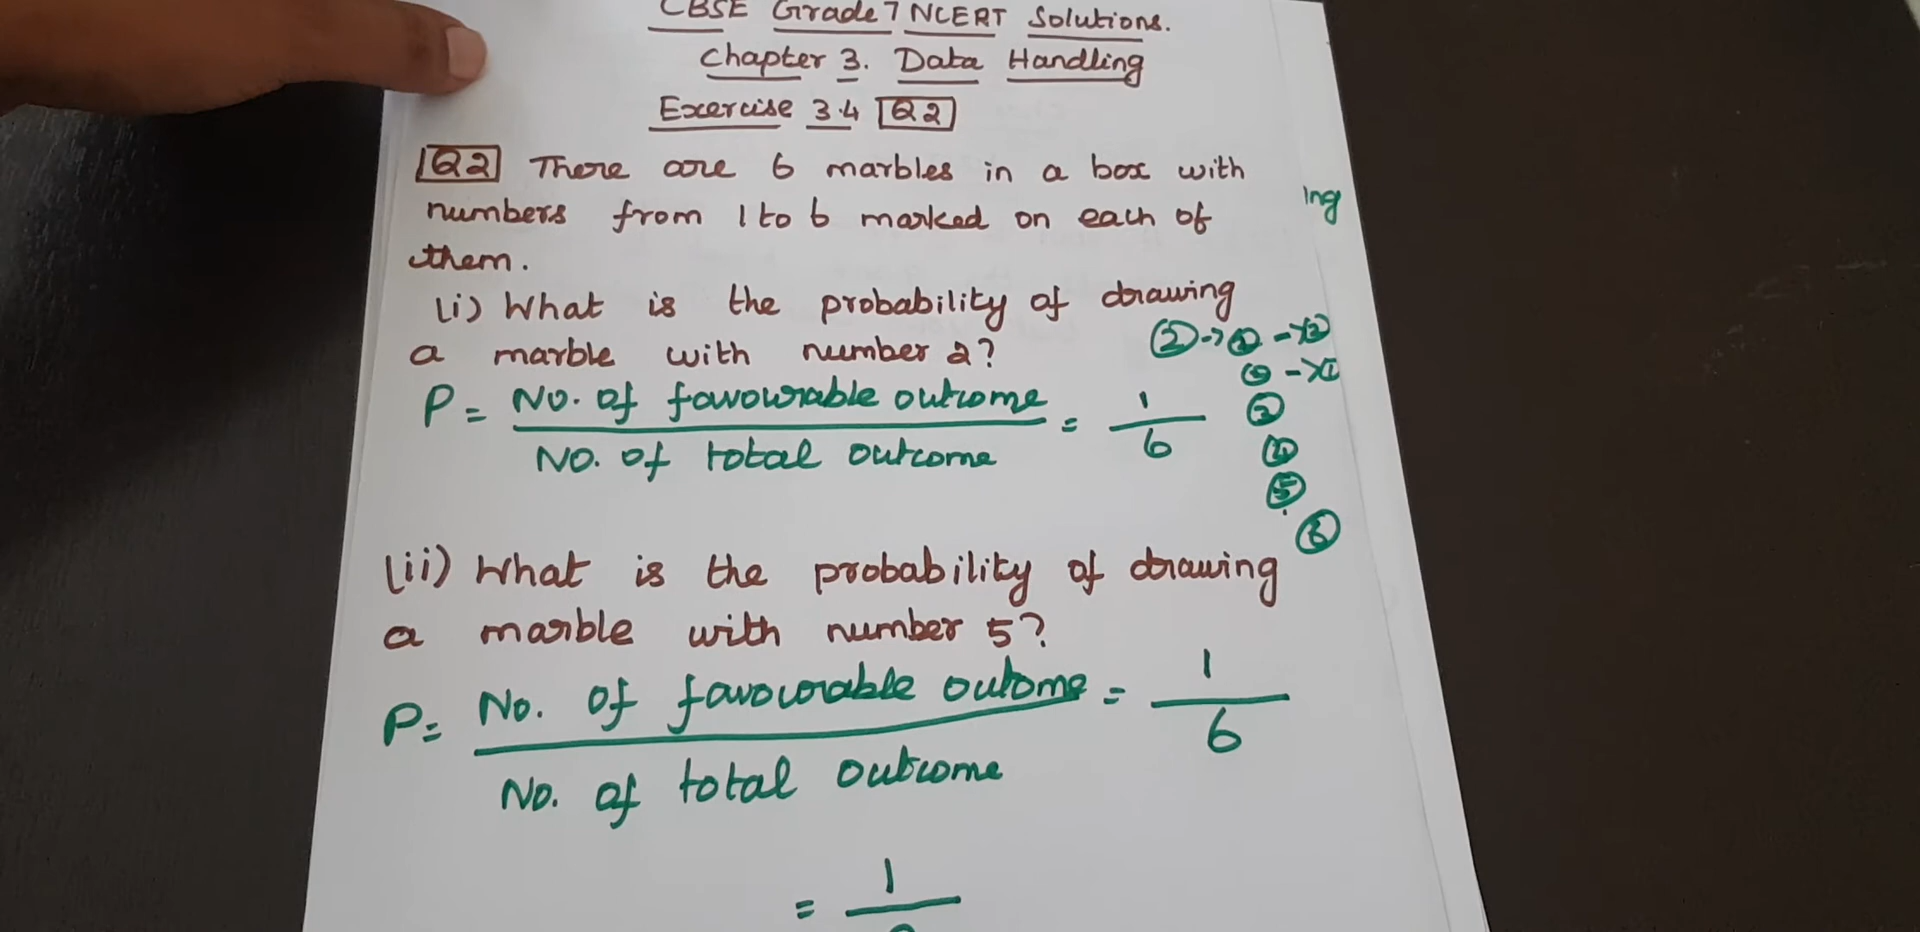 CBSE Grade 7 NCERT Solutions.
Chapter 3. Data Handling
Exercise 3.4 Q2
Q2 There are 6 marbles in a box with
numbers from 1 to 6 marked on each of
them.
ing
(i) What is the probability of drawing
a marble with number 2?
P = No. of favourable outcome = 1
No. of total outcome 6
2
5
6
(ii) What is the probability of drawing
a marble with number 5?
P = No. of favourable outcome = 1
No. of total outcome 6
= 1